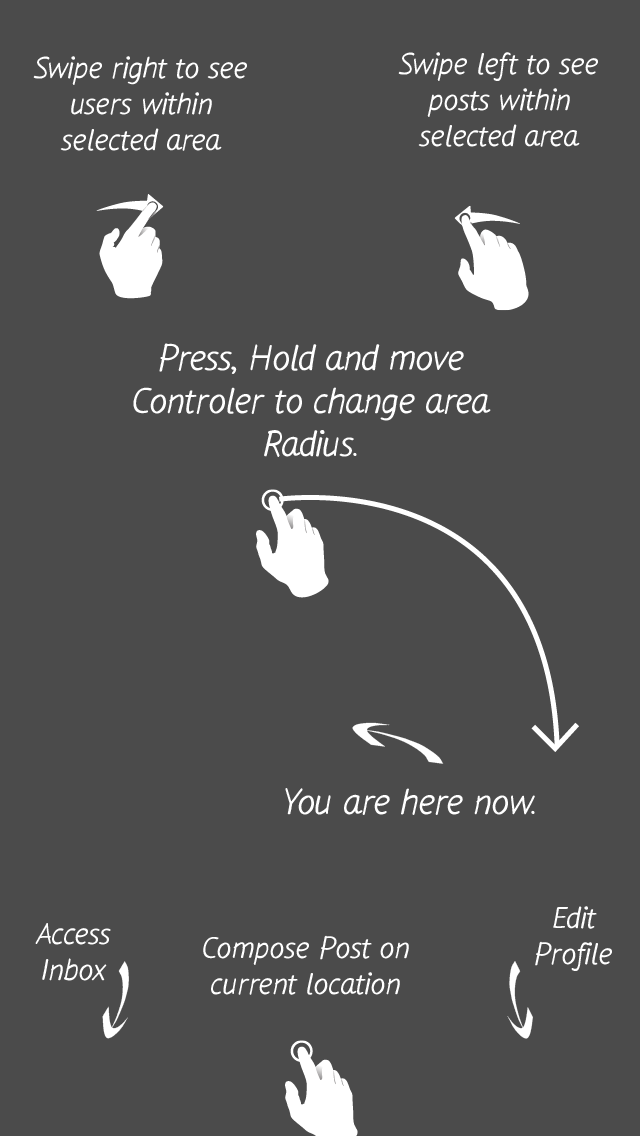 Swipe right to see
users within
selected area
Swipe left to see
posts within
selected area
Press, Hold and move
Controler to change area
Radius.
You are here now.
Access
Inbox
Compose Post on
current location
Edit
Profile